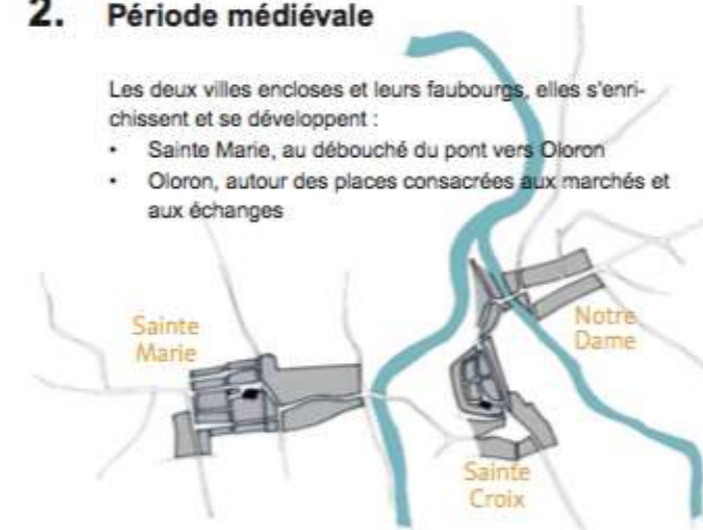 2. Période médiévale
Les deux villes encloses et leurs faubourgs, elles s'enri-
chissent et se développent :
• Sainte Marie, au débouché du pont vers Oloron
• Oloron, autour des places consacrées aux marchés et
aux échanges
Sainte
Marie
Notre
Dame
Sainte
Croix